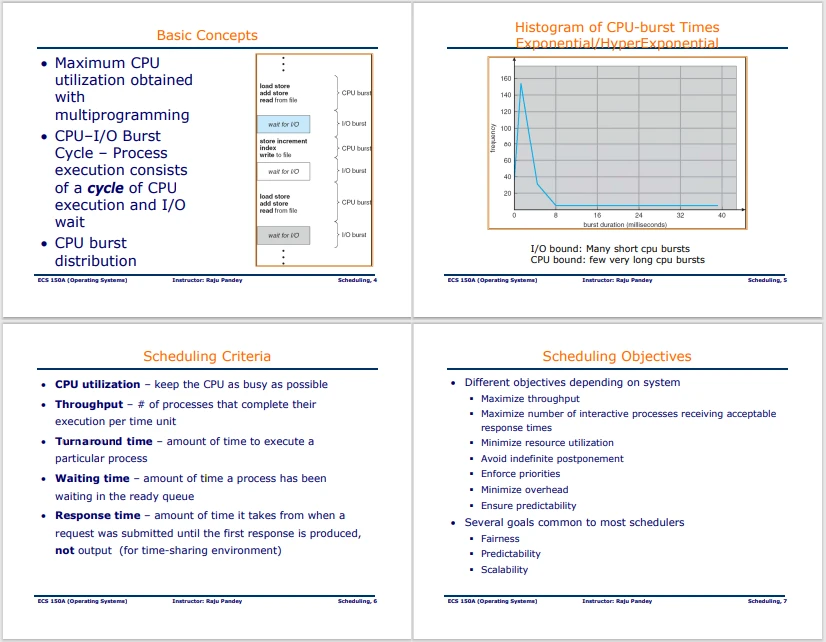 Basic Concepts
• Maximum CPU
utilization obtained
with
multiprogramming
• CPU–I/O Burst
Cycle – Process
execution consists
of a cycle of CPU
execution and I/O
wait
• CPU burst
distribution
load store
add store
read from file
CPU burst
wait for I/O
I/O burst
store increment
index
write to file
CPU burst
wait for I/O
I/O burst
load store
add store
read from file
CPU burst
wait for I/O
I/O burst
ECS 150A (Operating Systems) Instructor: Raju Pandey Scheduling, 4
Histogram of CPU-burst Times
Exponential/HyperExponential
frequency
160
140
120
100
80
60
40
20
0 8 16 24 32 40
burst duration (milliseconds)
I/O bound: Many short cpu bursts
CPU bound: few very long cpu bursts
ECS 150A (Operating Systems) Instructor: Raju Pandey Scheduling, 5
Scheduling Criteria
• CPU utilization – keep the CPU as busy as possible
• Throughput – # of processes that complete their
execution per time unit
• Turnaround time – amount of time to execute a
particular process
• Waiting time – amount of time a process has been
waiting in the ready queue
• Response time – amount of time it takes from when a
request was submitted until the first response is produced,
not output (for time-sharing environment)
ECS 150A (Operating Systems) Instructor: Raju Pandey Scheduling, 6
Scheduling Objectives
• Different objectives depending on system
▪ Maximize throughput
▪ Maximize number of interactive processes receiving acceptable
response times
▪ Minimize resource utilization
▪ Avoid indefinite postponement
▪ Enforce priorities
▪ Minimize overhead
▪ Ensure predictability
• Several goals common to most schedulers
▪ Fairness
▪ Predictability
▪ Scalability
ECS 150A (Operating Systems) Instructor: Raju Pandey Scheduling, 7